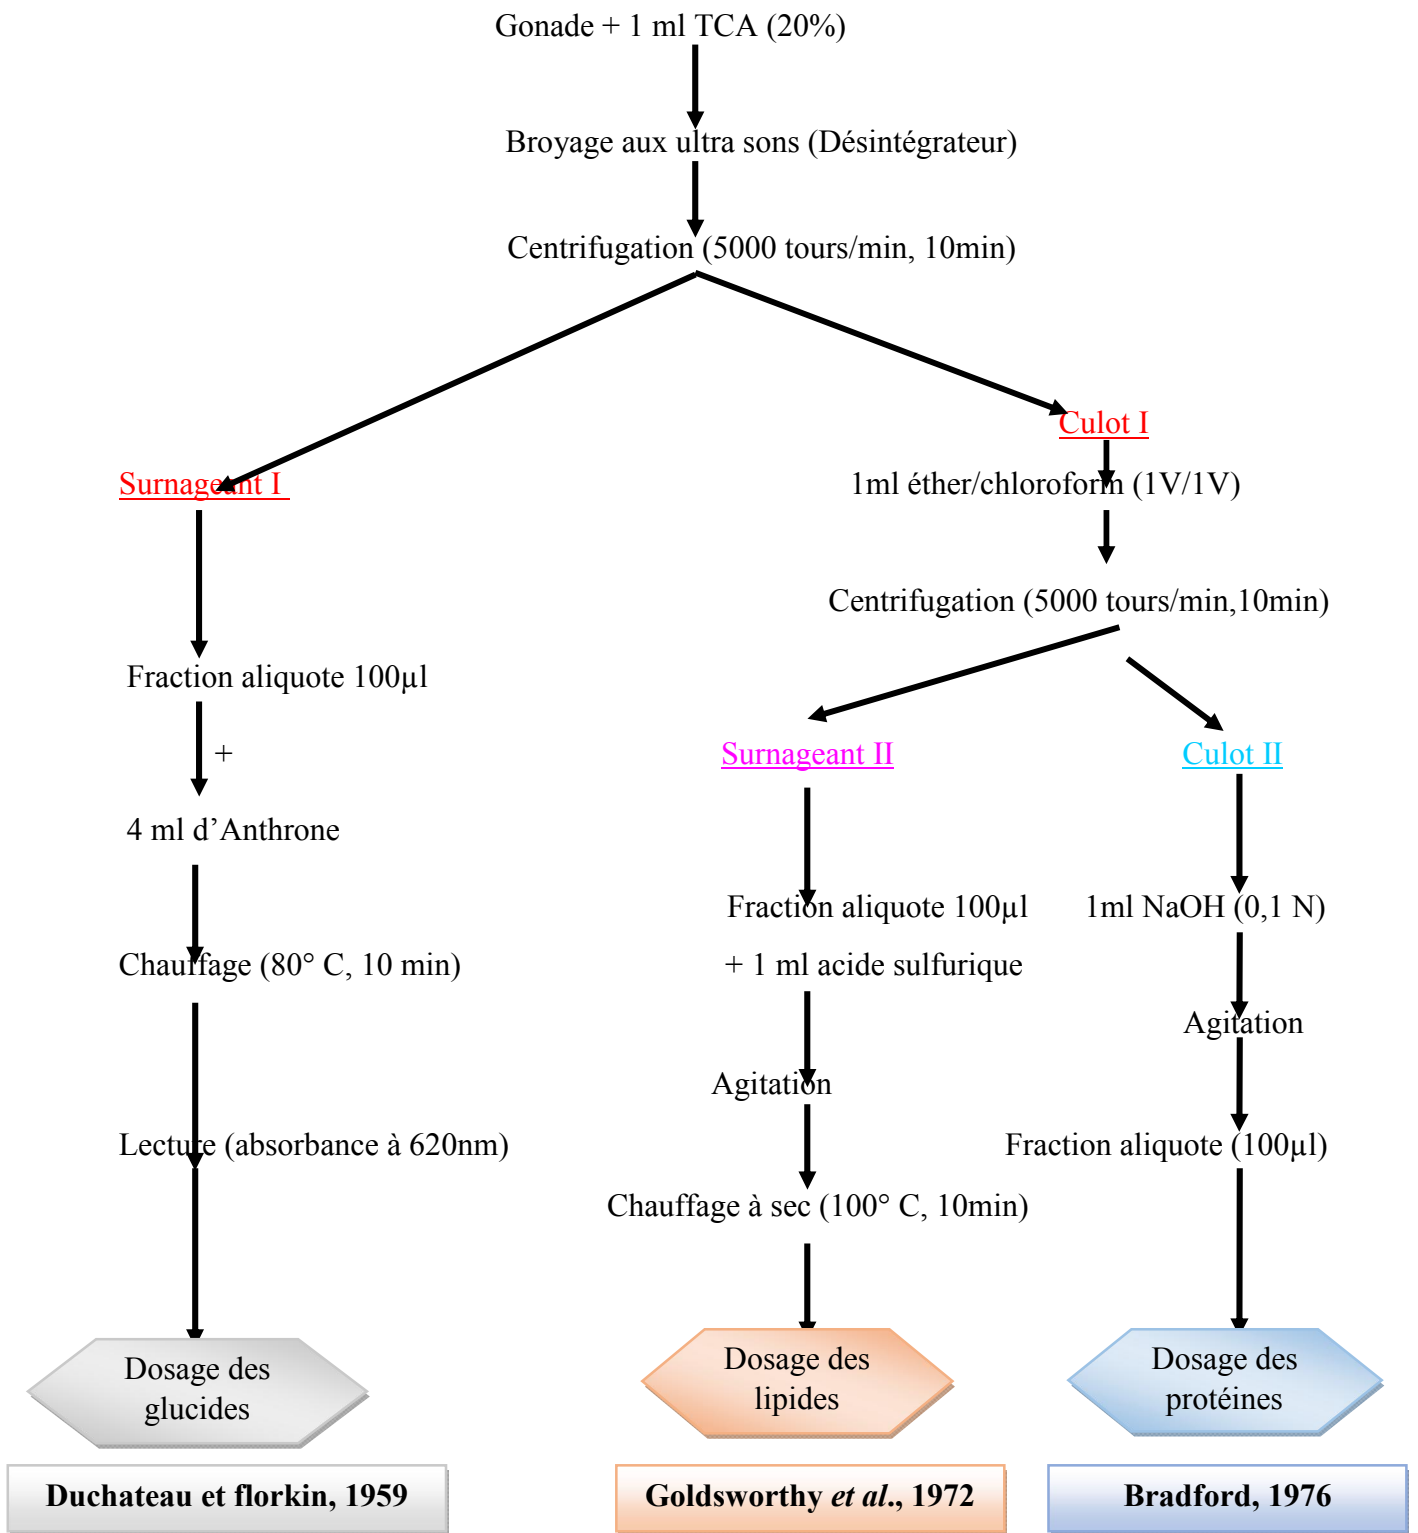 Gonade + 1 ml TCA (20%)
Broyage aux ultra sons (Désintégrateur)
Centrifugation (5000 tours/min, 10min)
Surnageant I
Fraction aliquote 100µl
+
4 ml d’Anthrone
Chauffage (80° C, 10 min)
Lecture (absorbance à 620nm)
Dosage des
glucides
Duchateau et florkin, 1959
Culot I
1ml éther/chloroform (1V/1V)
Centrifugation (5000 tours/min,10min)
Surnageant II
Fraction aliquote 100µl
+ 1 ml acide sulfurique
Agitation
Chauffage à sec (100° C, 10min)
Dosage des
lipides
Goldsworthy et al., 1972
Culot II
1ml NaOH (0,1 N)
Agitation
Fraction aliquote (100µl)
Dosage des
protéines
Bradford, 1976